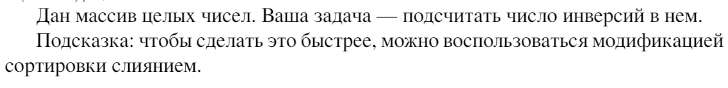 Дан массив целых чисел. Ваша задача — подсчитать число инверсий в нем.
Подсказка: чтобы сделать это быстрее, можно воспользоваться модификацией
сортировки слиянием.